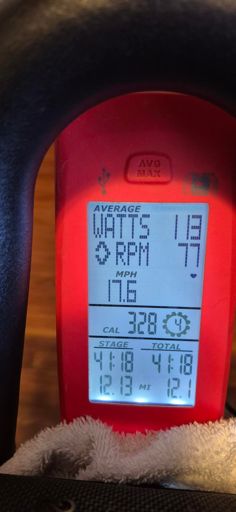 AVG
MAX
AVERAGE
WATTS 113
RPM 77
MPH
17.6
CAL 328 4
STAGE TOTAL
41:18 41:18
12.13 MI 12.1